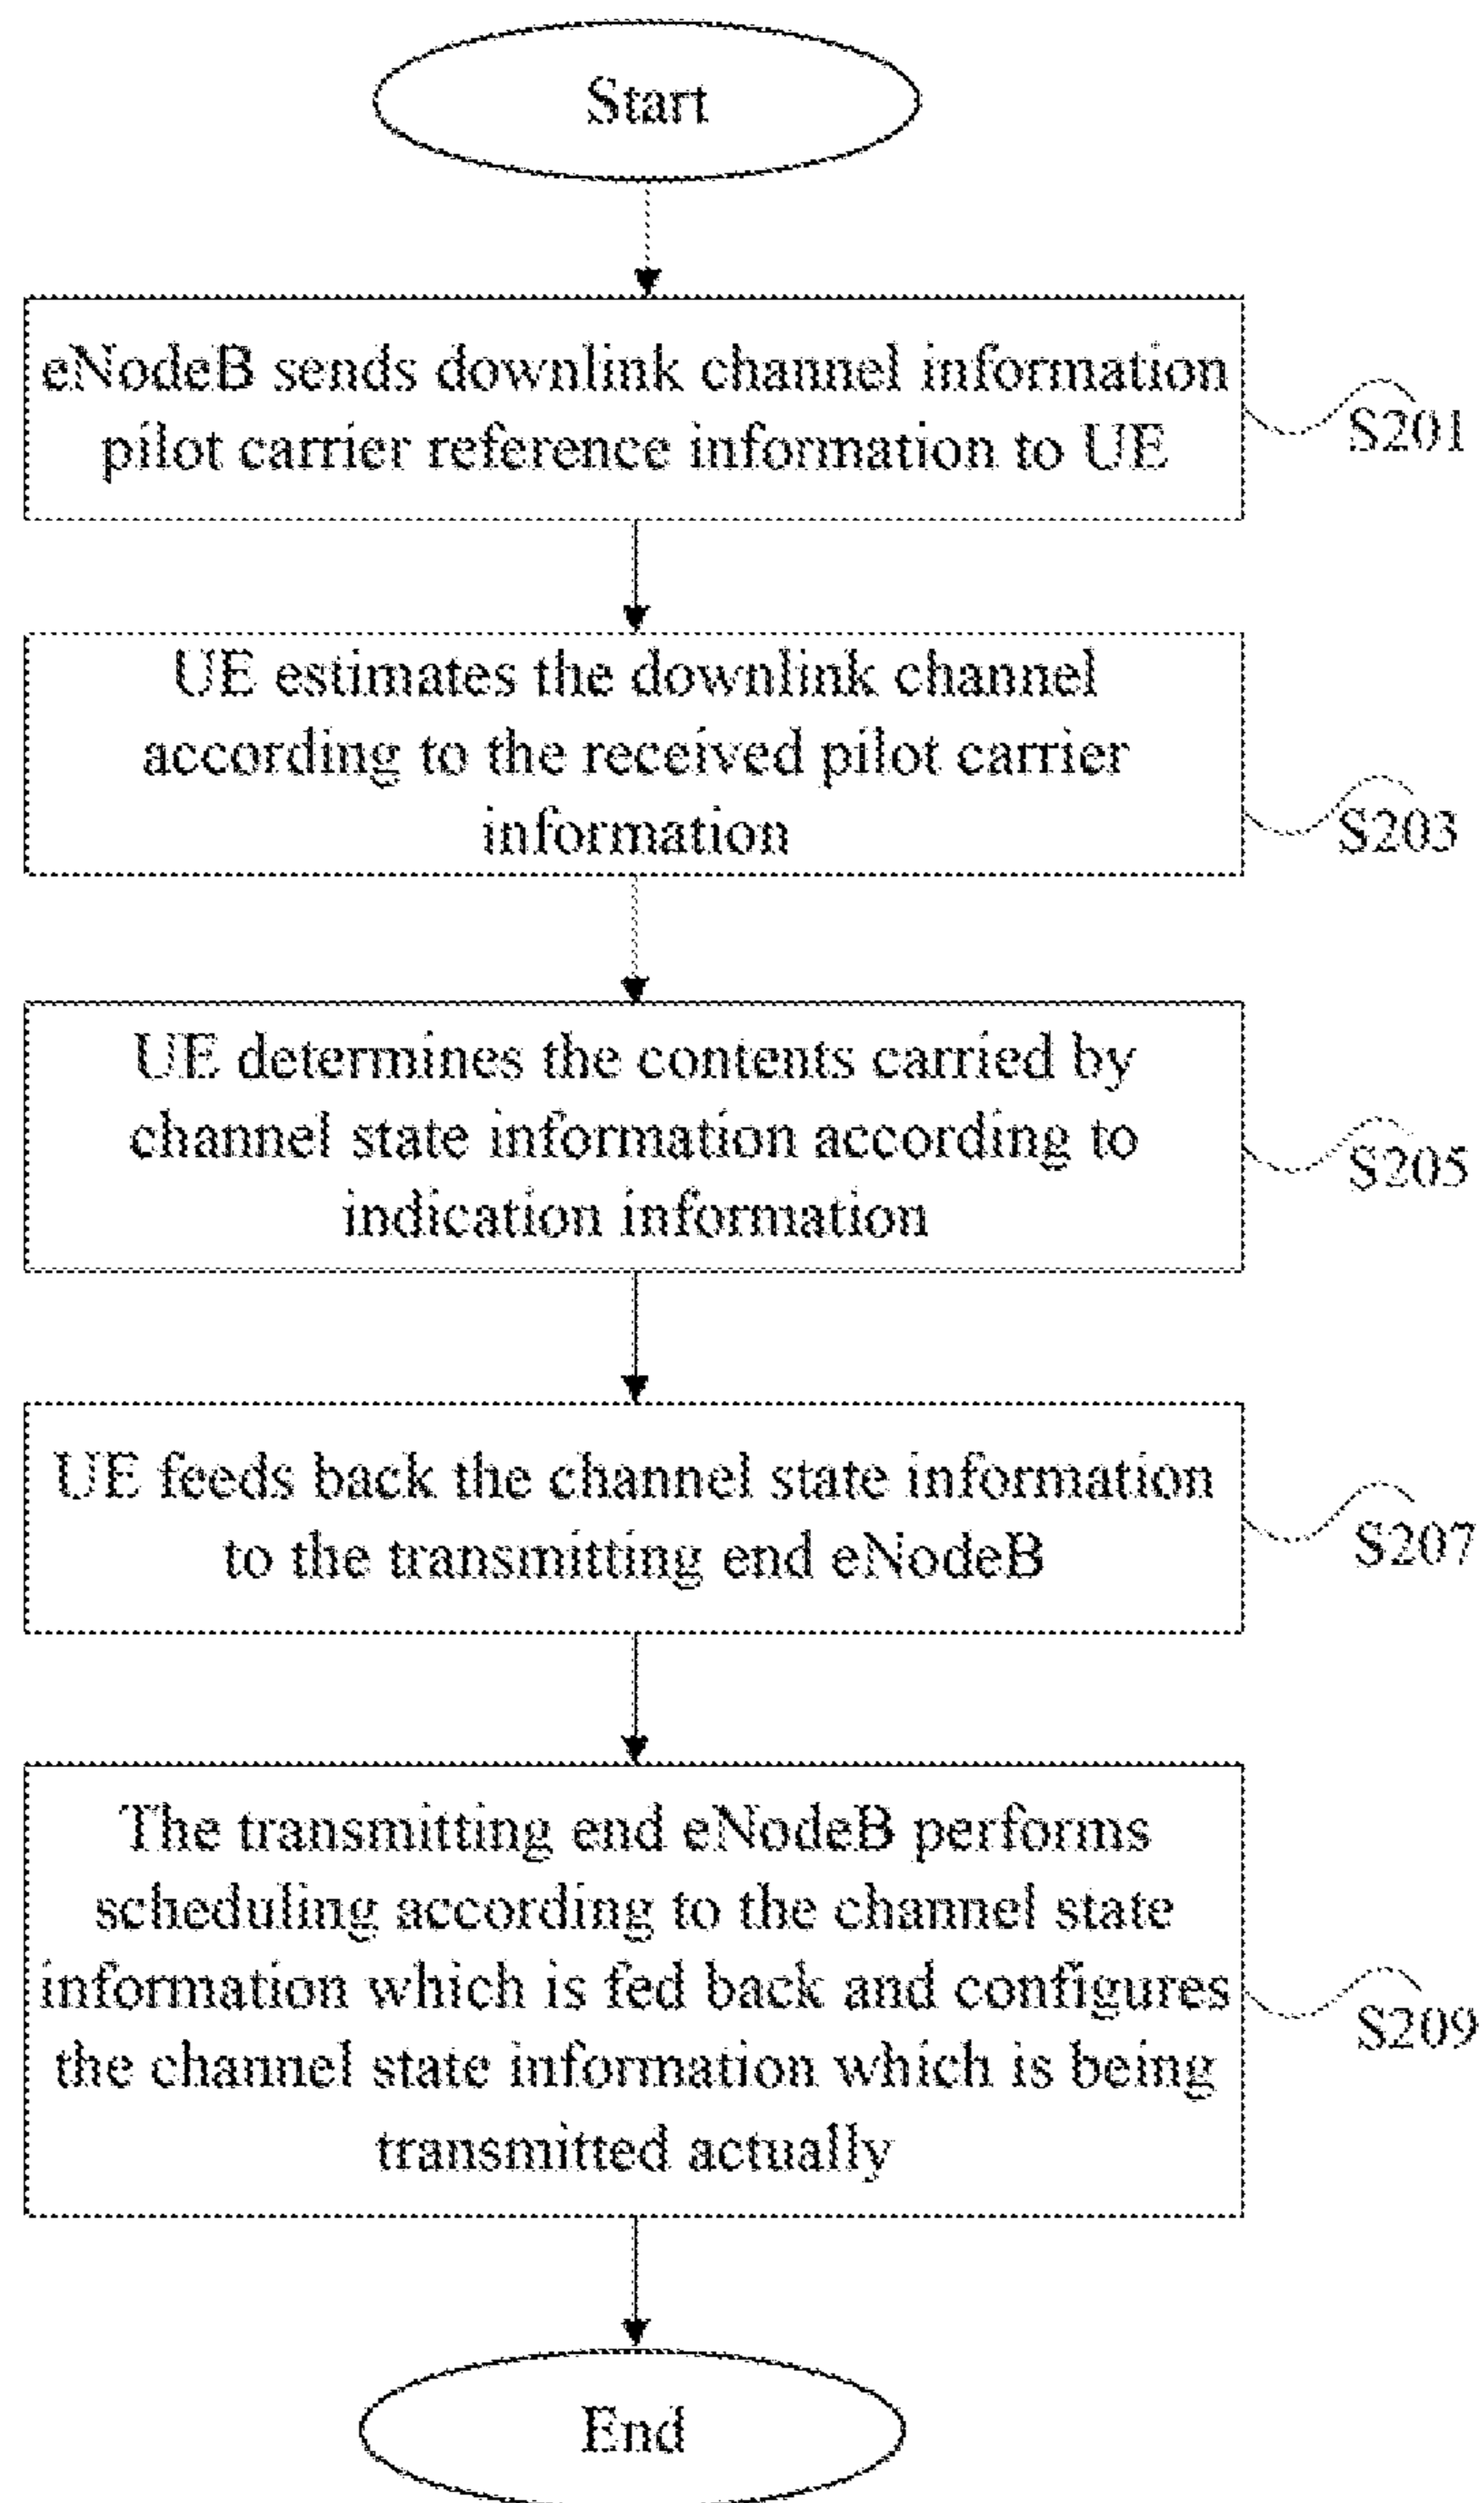 Start
eNodeB sends downlink channel information
pilot carrier reference information to UE
S201
UE estimates the downlink channel
according to the received pilot carrier
information
S203
UE determines the contents carried by
channel state information according to
indication information
S205
UE feeds back the channel state information
to the transmitting end eNodeB
S207
The transmitting end eNodeB performs
scheduling according to the channel state
information which is fed back and configures
the channel state information which is being
transmitted actually
S209
End